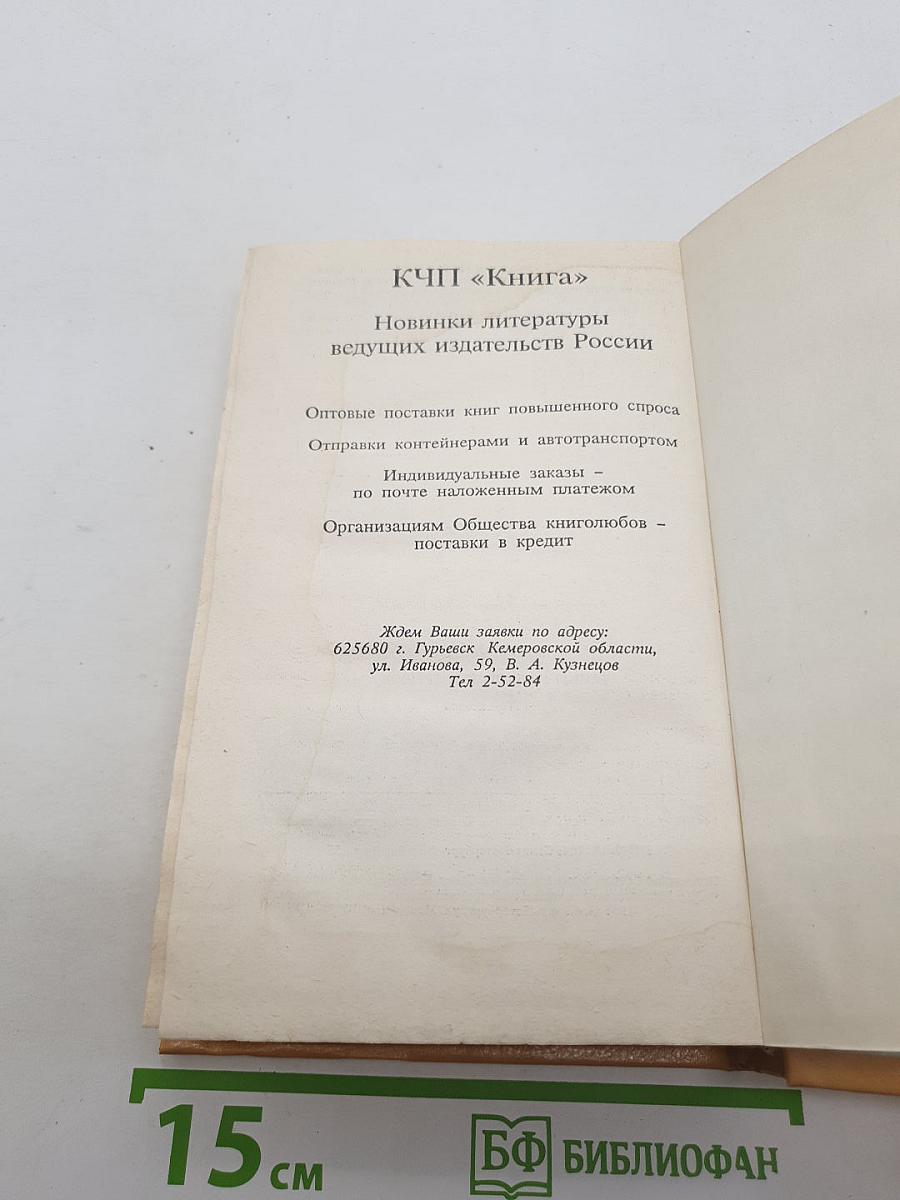 КЧП «Книга»
Новинки литературы
ведущих издательств России
Оптовые поставки книг повышенного спроса
Отправки контейнерами и автотранспортом
Индивидуальные заказы –
по почте наложенным платежом
Организациям Общества книголюбов –
поставки в кредит
Ждем Ваши заявки по адресу:
625680 г. Гурьевск Кемеровской области,
ул. Иванова, 59, В. А. Кузнецов
Тел 2-52-84
15 см
БФ БИБЛИОФАН